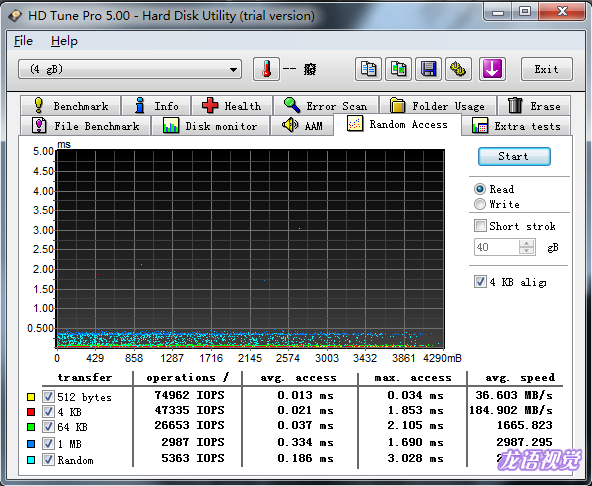 HD Tune Pro 5.00 - Hard Disk Utility (trial version)
File Help
(4 gB) -- 癈 Exit
Benchmark Info Health Error Scan Folder Usage Erase
File Benchmark Disk monitor AAM Random Access Extra tests
ms
5.00
4.50
4.00
3.50
3.00
2.50
2.00
1.50
1.00
0.500
0 429 858 1287 1716 2145 2574 3003 3432 3861 4290mB
Start
Read
Write
Short strok
40 gB
4 KB align
transfer operations / avg. access max. access avg. speed
512 bytes 74962 IOPS 0.013 ms 0.034 ms 36.603 MB/s
4 KB 47335 IOPS 0.021 ms 1.853 ms 184.902 MB/s
64 KB 26653 IOPS 0.037 ms 2.105 ms 1665.823
1 MB 2987 IOPS 0.334 ms 1.690 ms 2987.295
Random 5363 IOPS 0.186 ms 3.028 ms
龙语视觉